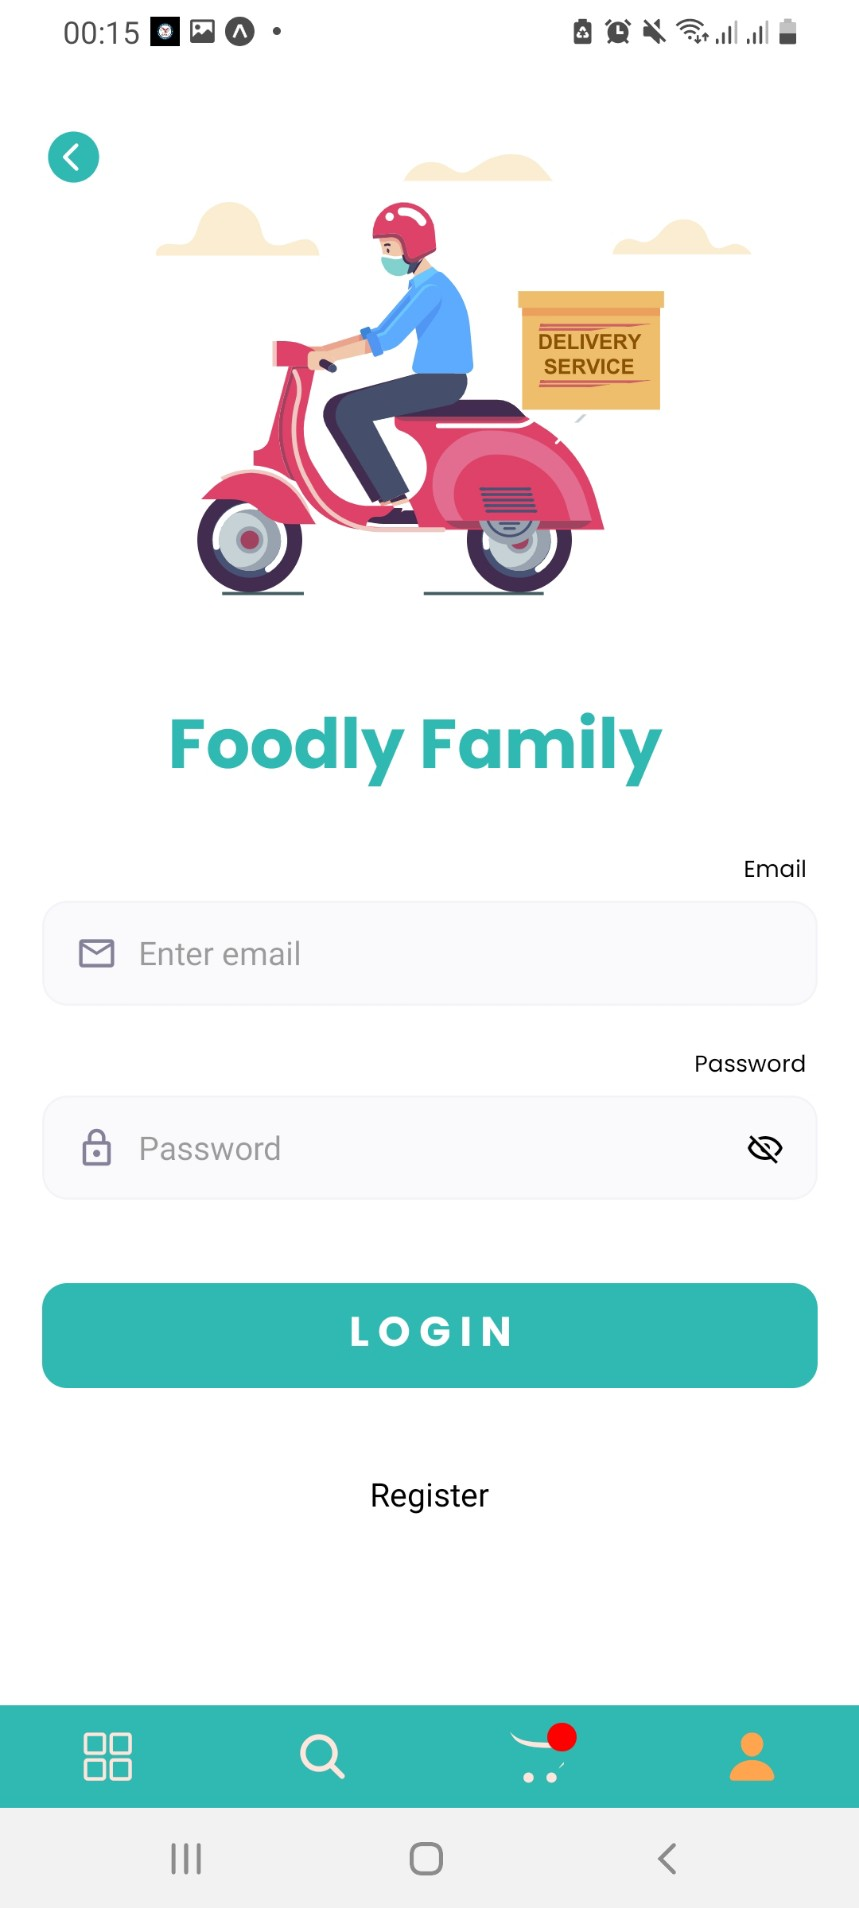 00:15
DELIVERY
SERVICE
Foodly Family
Email
Enter email
Password
Password
LOGIN
Register